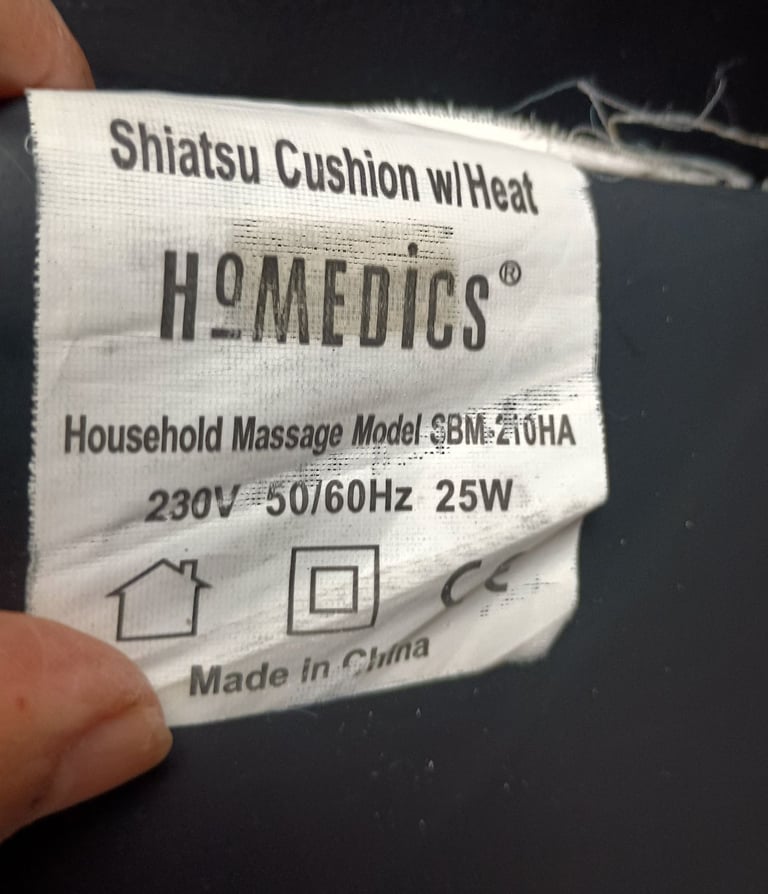 Shiatsu Cushion w/Heat
HoMEDICS®
Household Massage Model SBM-210HA
230V 50/60Hz 25W
CE
Made in China